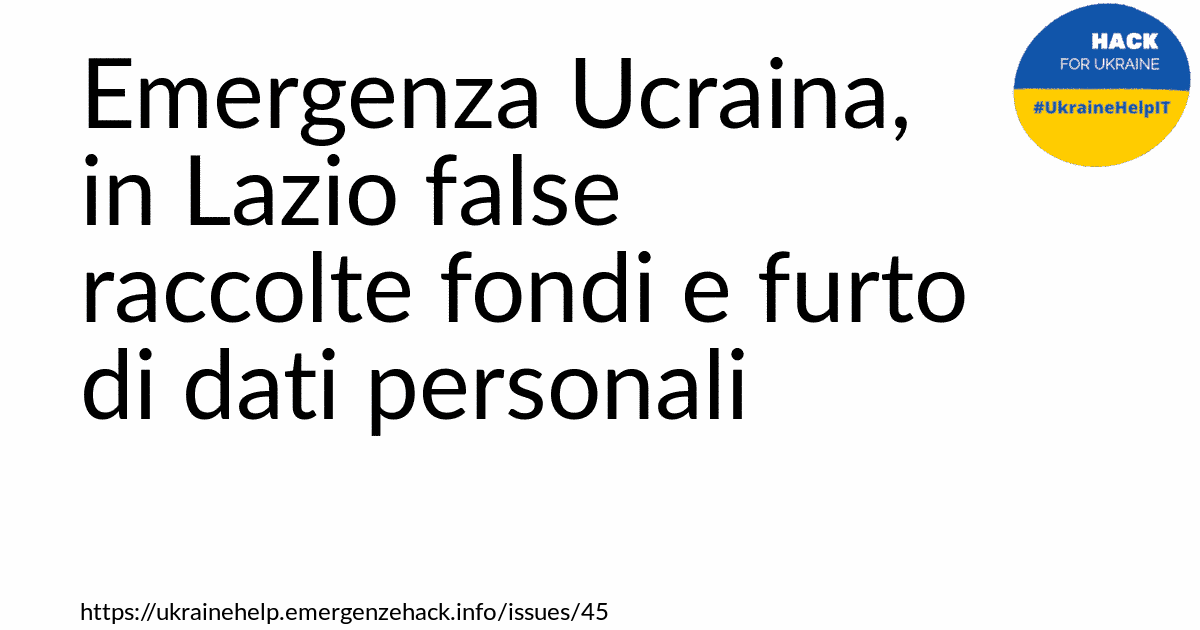 HACK
FOR UKRAINE
#UkraineHelpIT
Emergenza Ucraina,
in Lazio false
raccolte fondi e furto
di dati personali
https://ukrainehelp.emergenzehack.info/issues/45